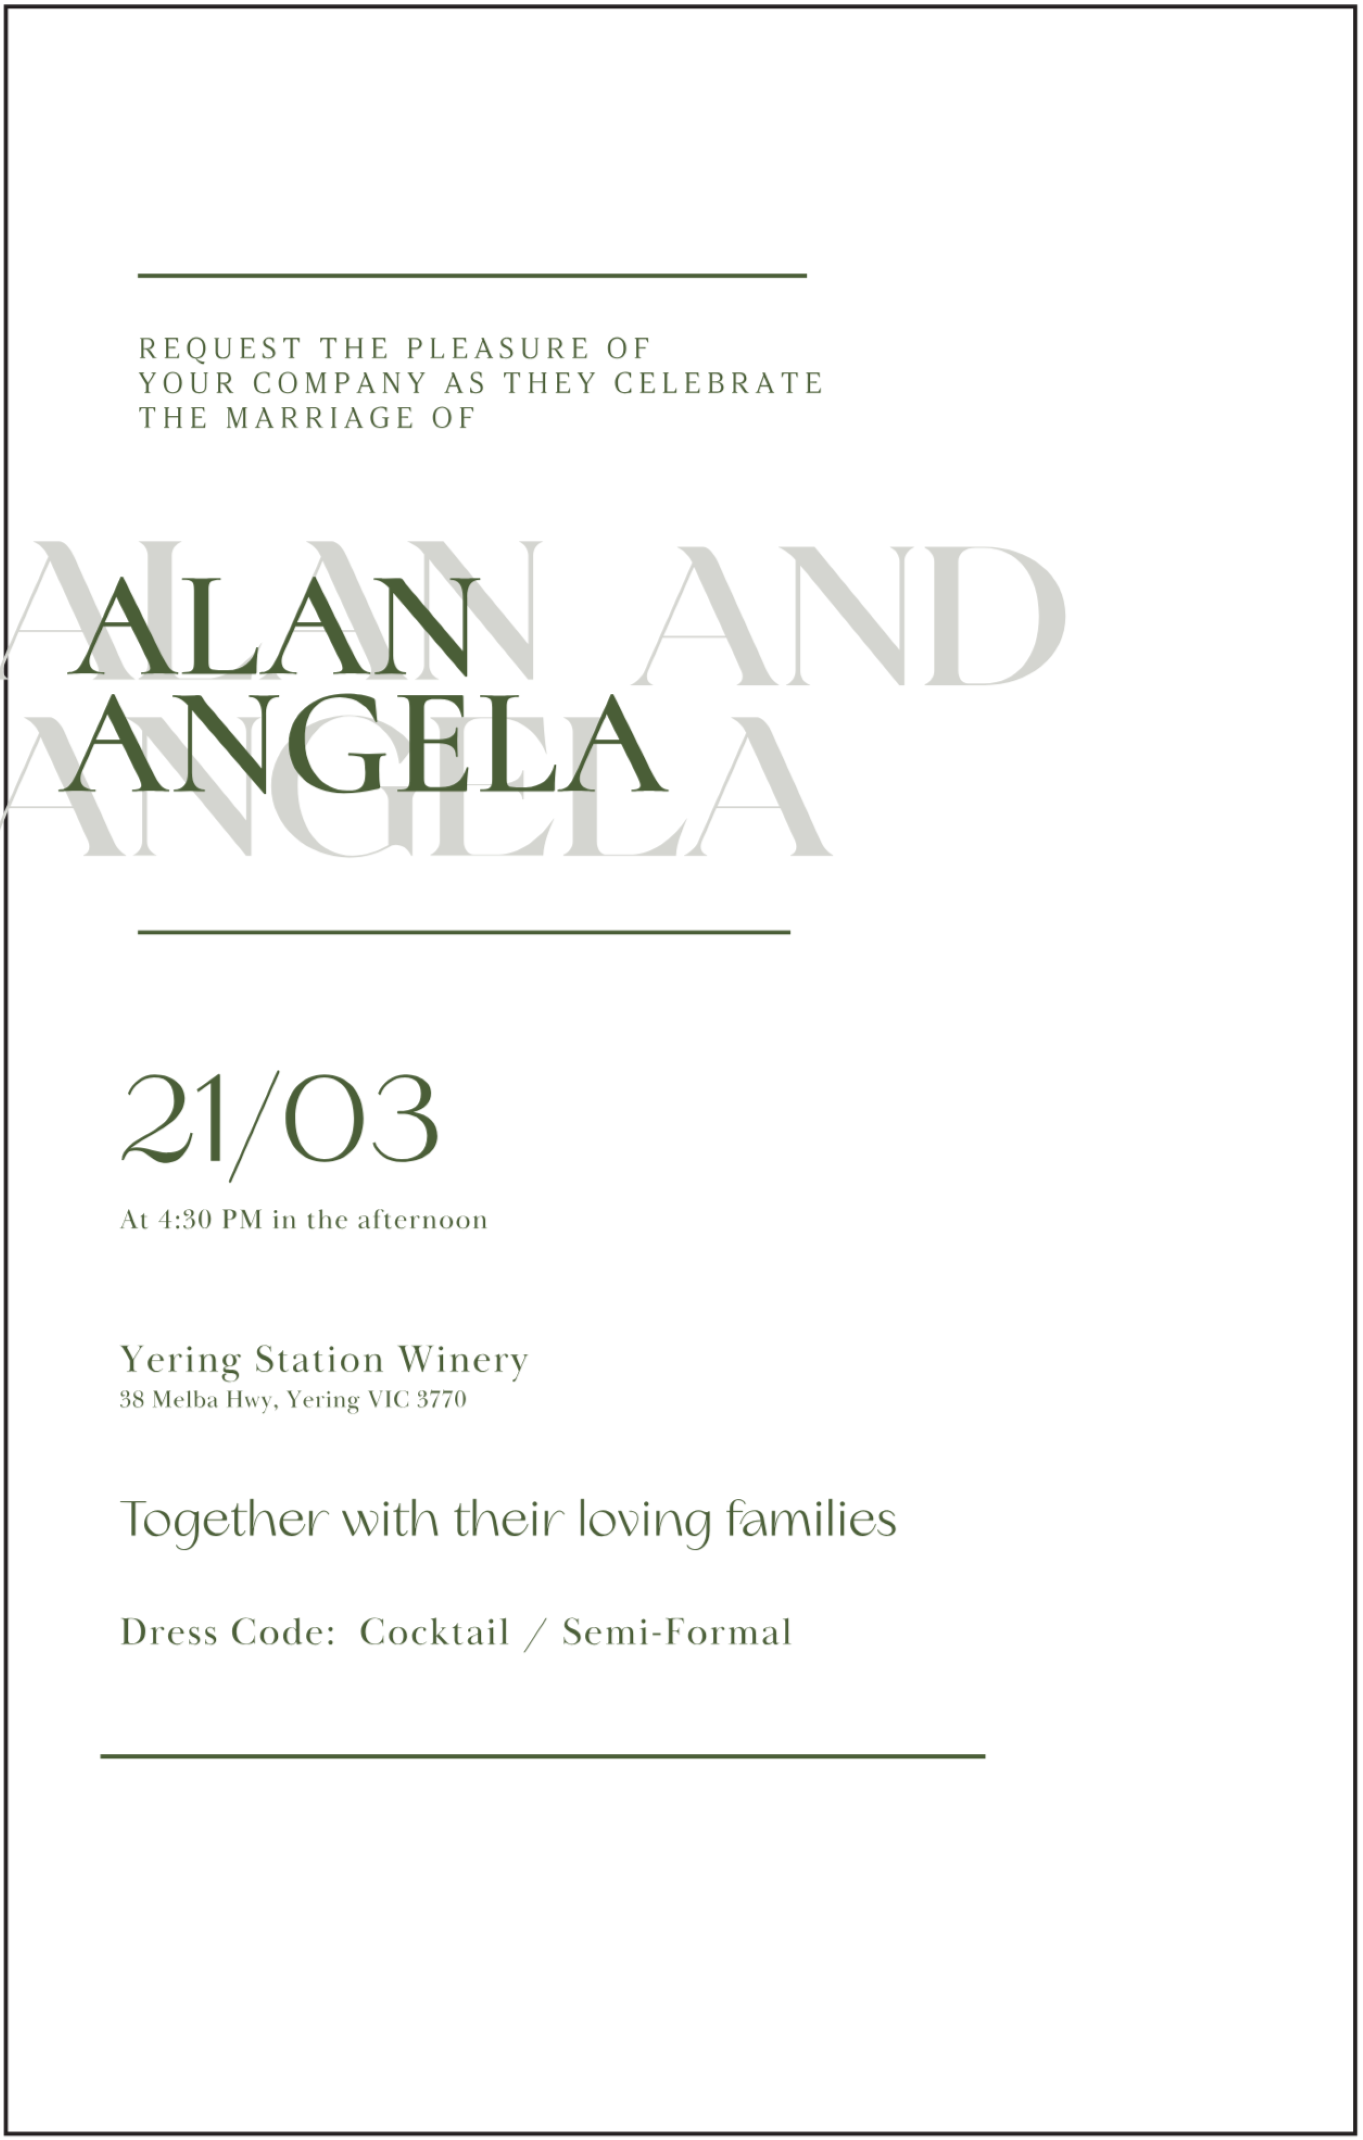 REQUEST THE PLEASURE OF
YOUR COMPANY AS THEY CELEBRATE
THE MARRIAGE OF
ALAN AND
ALAN
ANGELA
ANGELA
21/03
At 4:30 PM in the afternoon
Yering Station Winery
38 Melba Hwy, Yering VIC 3770
Together with their loving families
Dress Code: Cocktail / Semi-Formal